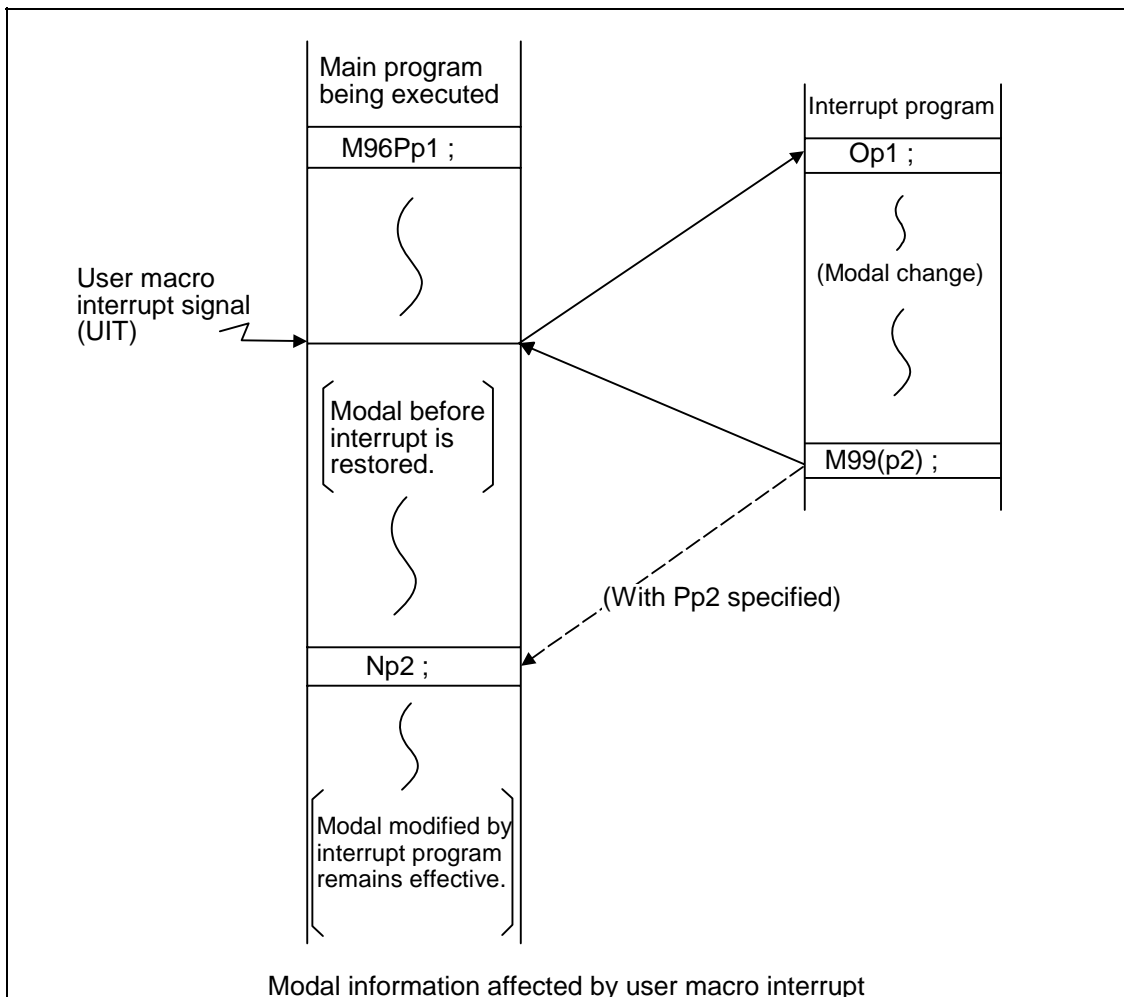 Main program
being executed
M96Pp1 ;
Interrupt program
Op1 ;
(Modal change)
User macro
interrupt signal
(UIT)
Modal before
interrupt is
restored.
M99(p2) ;
(With Pp2 specified)
Np2 ;
Modal modified by
interrupt program
remains effective.
Modal information affected by user macro interrupt